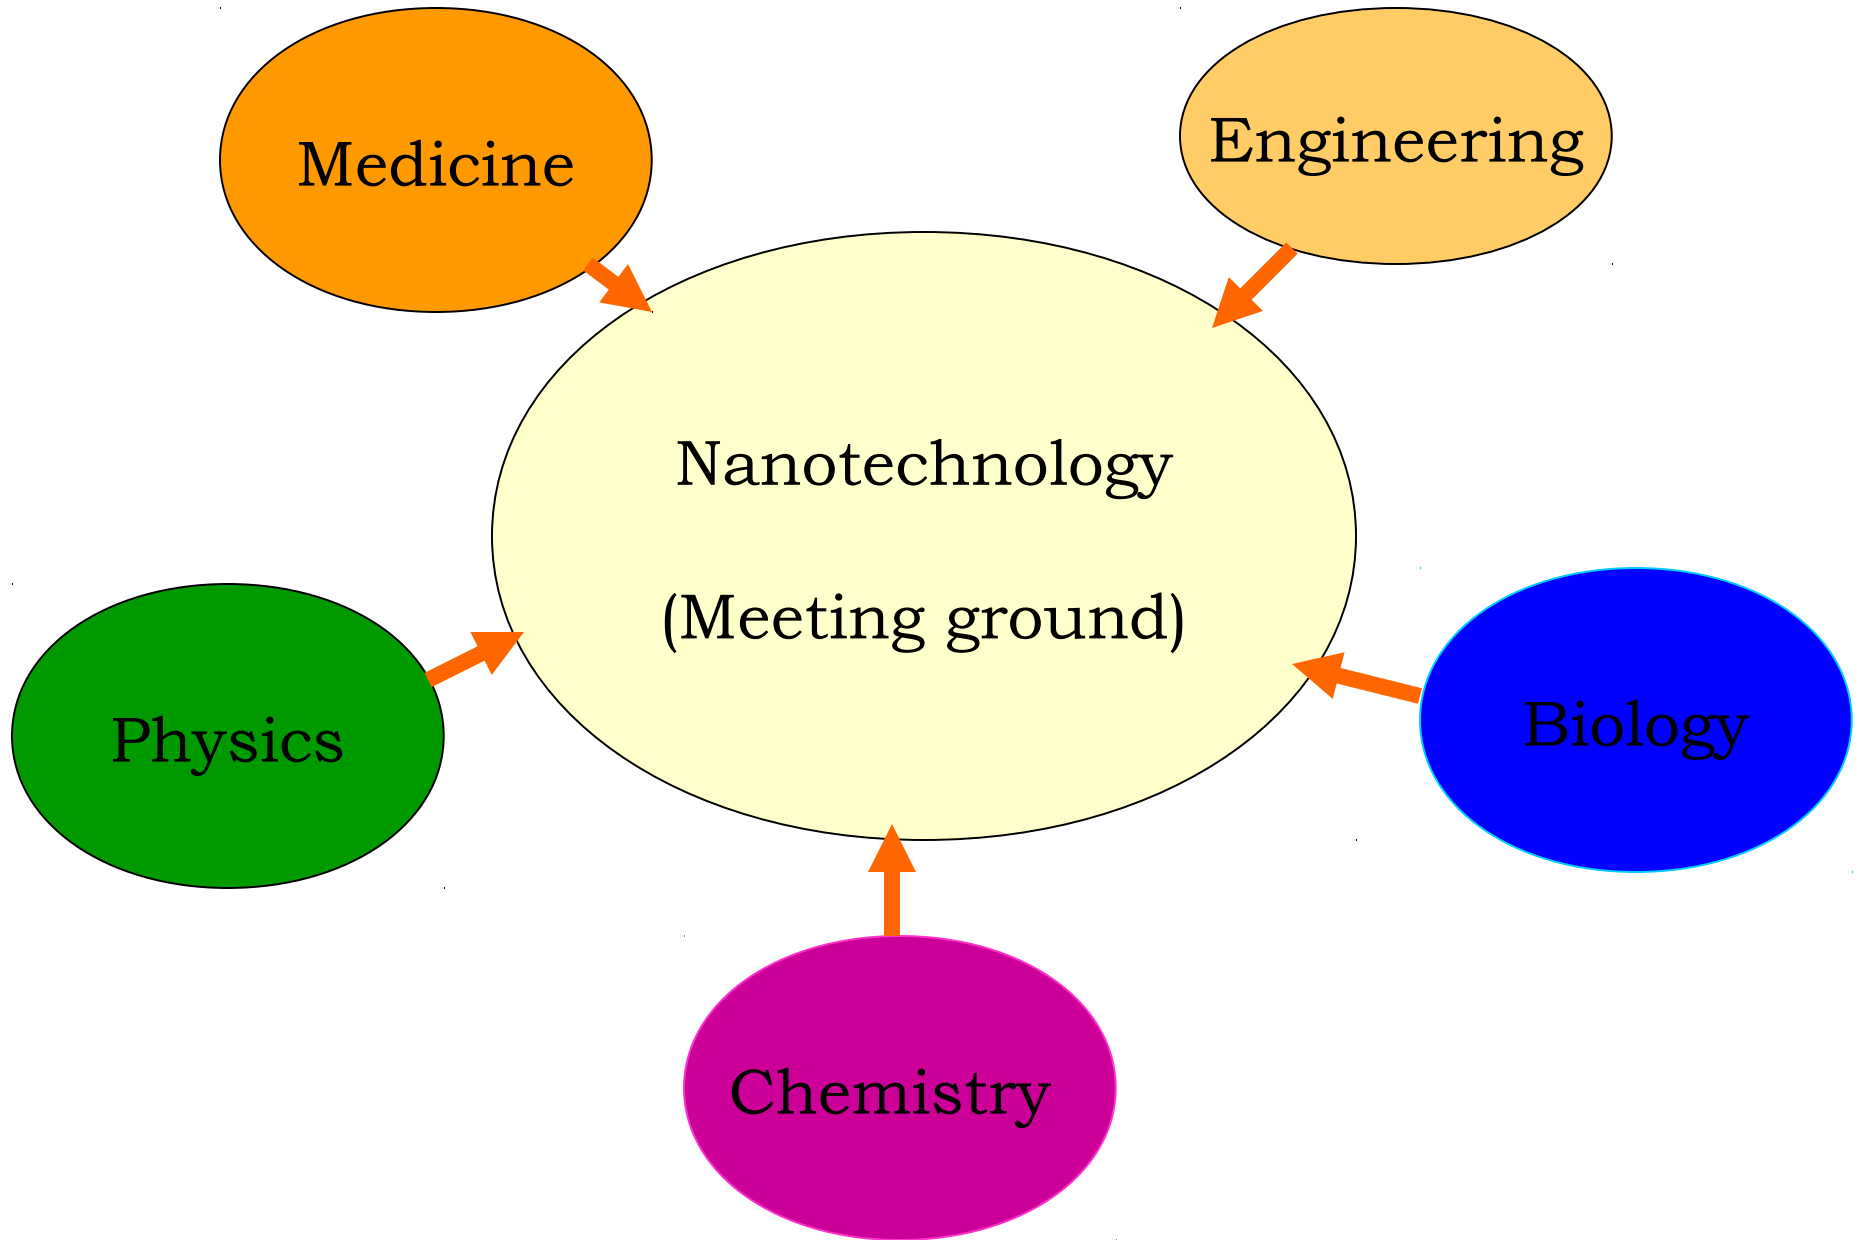 Medicine
Engineering
Nanotechnology
(Meeting ground)
Physics
Biology
Chemistry